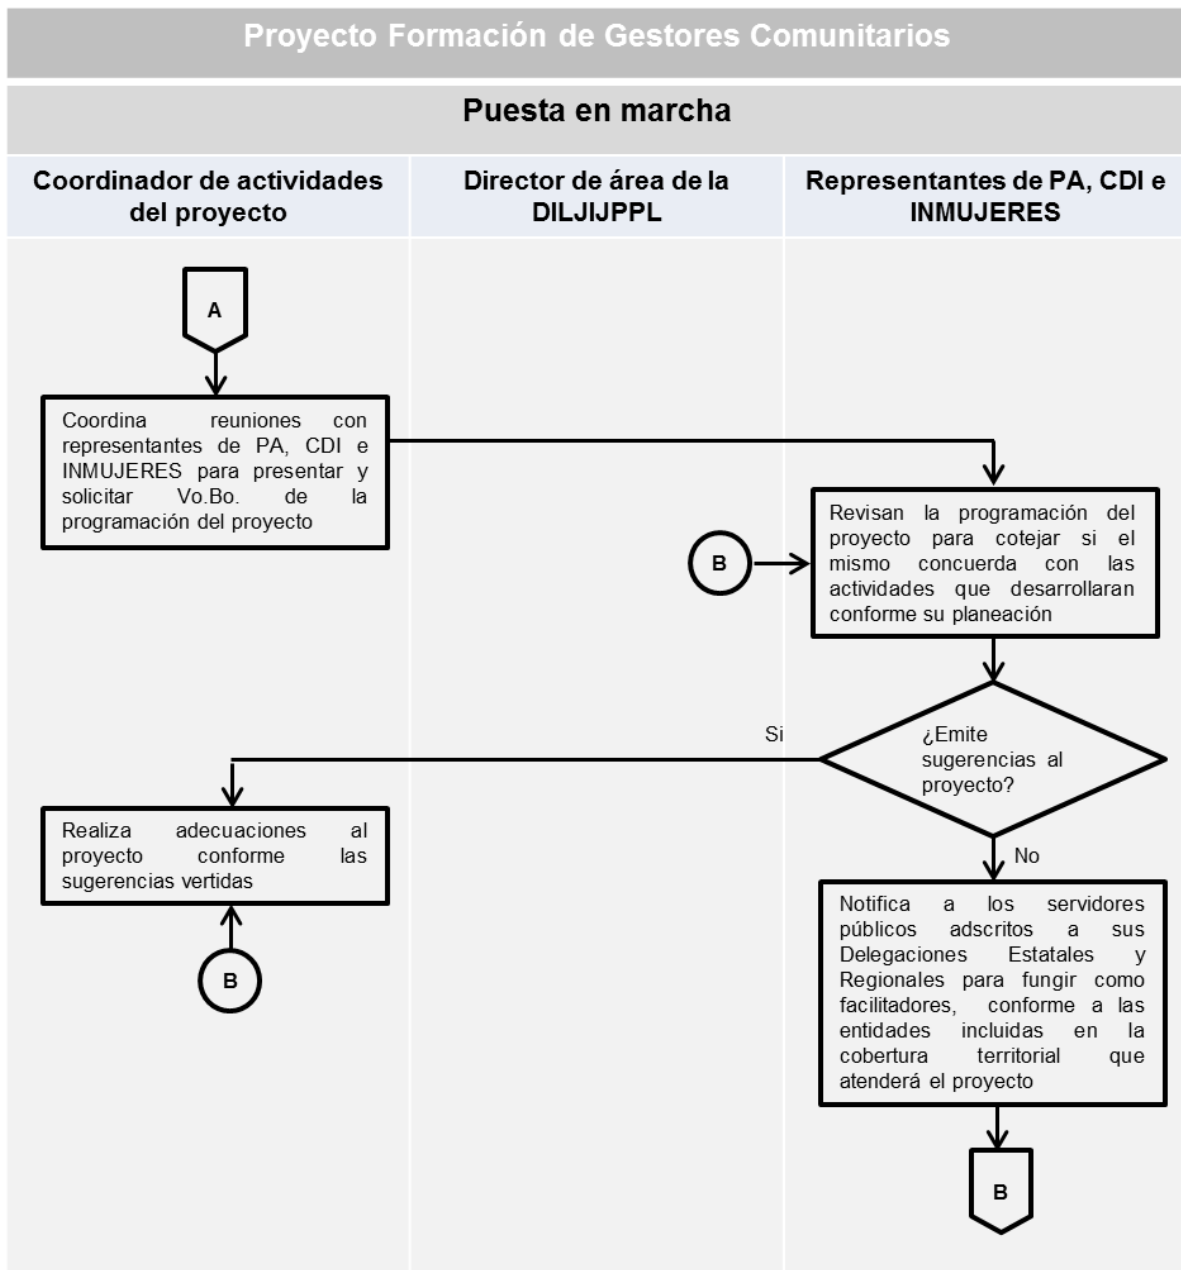 Proyecto Formación de Gestores Comunitarios
Puesta en marcha
Coordinador de actividades
del proyecto
Director de área de la
DILJIJPPL
Representantes de PA, CDI e
INMUJERES
A
Coordina reuniones con
representantes de PA, CDI e
INMUJERES para presentar y
solicitar Vo.Bo. de la
programación del proyecto
Revisan la programación del
proyecto para cotejar si el
mismo concuerda con las
actividades que desarrollaran
conforme su planeación
B
¿Emite
sugerencias al
proyecto?
Si
Realiza adecuaciones al
proyecto conforme las
sugerencias vertidas
B
No
Notifica a los servidores
públicos adscritos a sus
Delegaciones Estatales y
Regionales para fungir como
facilitadores, conforme a las
entidades incluidas en la
cobertura territorial que
atenderá el proyecto
B